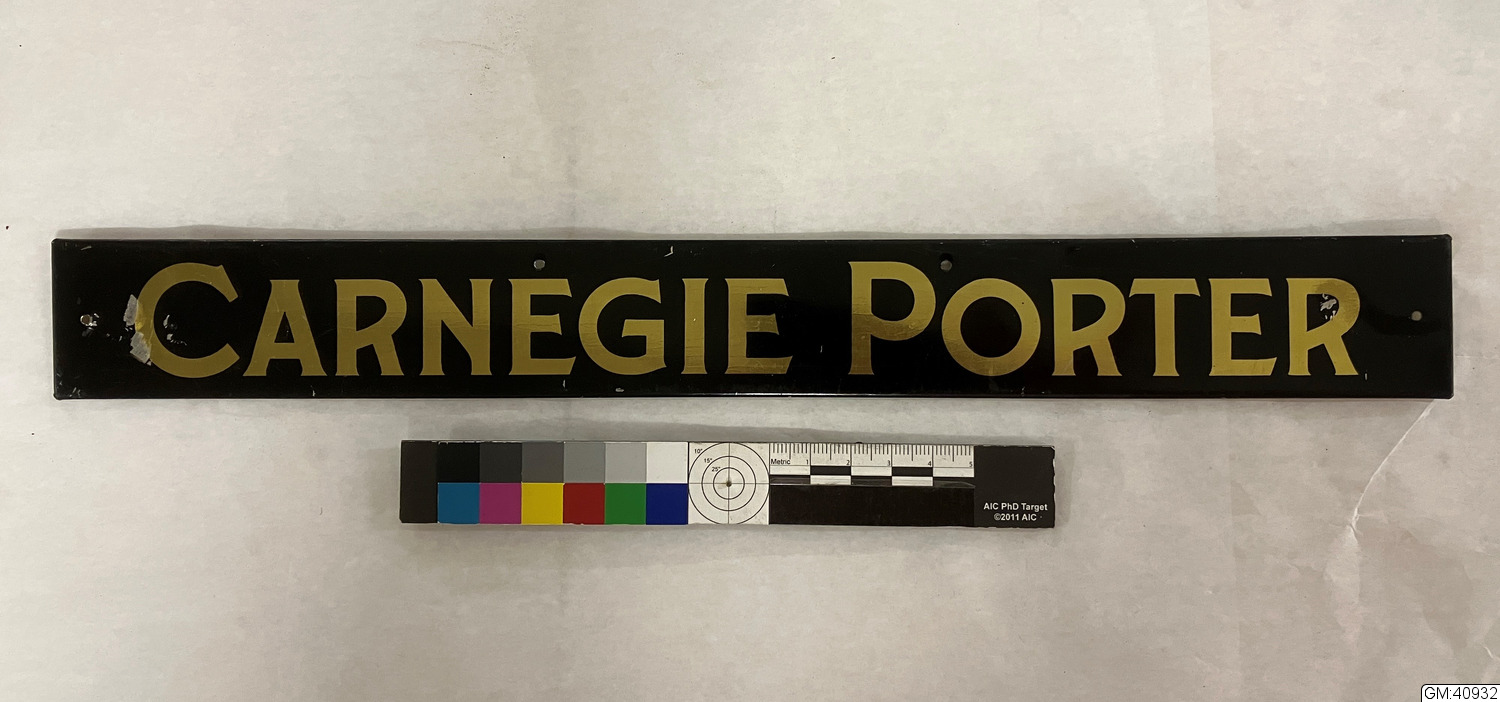 CARNEGIE PORTER
10°
15°
25°
Metric 1 2 3 4 5
AIC PhD Target
©2011 AIC
GM:40932